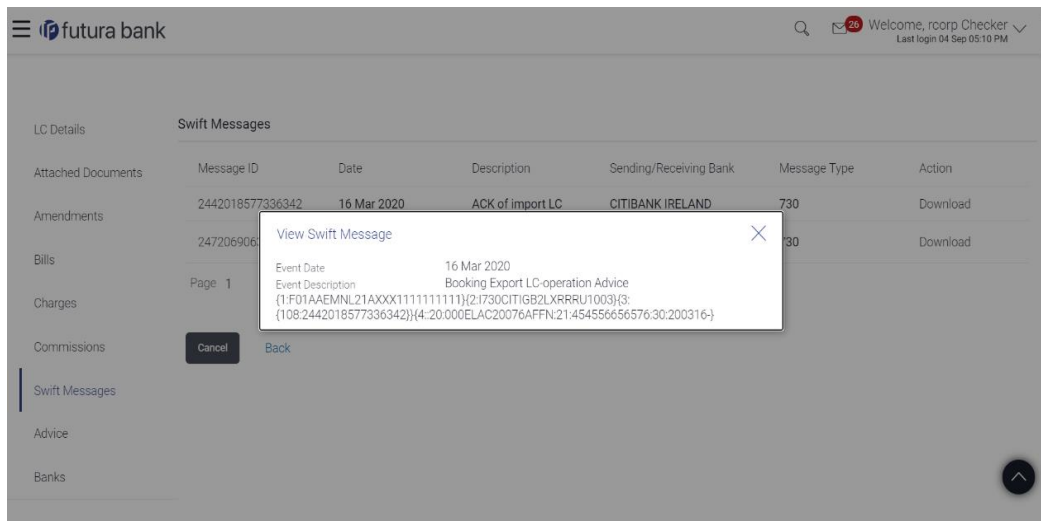 futura bank
26
Welcome, rcorp Checker
Last login 04 Sep 05:10 PM
LC Details
Attached Documents
Amendments
Bills
Charges
Commissions
Swift Messages
Advice
Banks
Swift Messages
Message ID Date Description Sending/Receiving Bank Message Type Action
2442018577336342 16 Mar 2020 ACK of import LC CITIBANK IRELAND 730 Download
Download
Page 1
Cancel Back
View Swift Message
Event Date 16 Mar 2020
Event Description Booking Export LC-operation Advice
{1:F01AAEMNL21AXXX1111111111}{2:I730CITIGB2LXRRRU1003}{3:
{108:2442018577336342}}{4::20:000ELAC20076AFFN:21:454556656576:30:200316-}